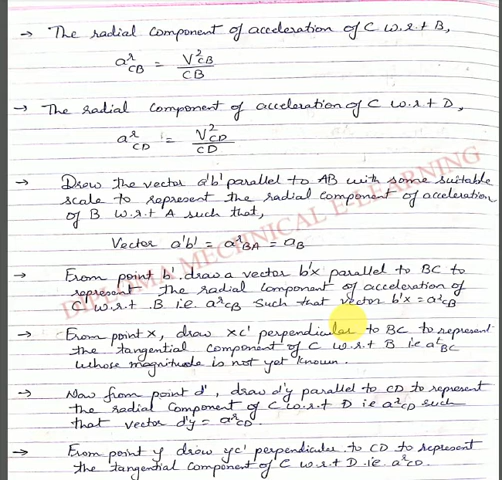 → The radial component of acceleration of C w.r.t B,
a^r_CB = V²_CB / CB
→ The radial component of acceleration of C w.r.t D,
a^r_CD = V²_CD / CD
→ Draw the vector a'b' parallel to AB with some suitable
scale to represent the radial component of acceleration
of B w.r.t A such that,
Vector a'b' = a^r_BA = a_B
→ From point b', draw a vector b'x parallel to BC to
represent the radial component of acceleration of
C w.r.t B i.e. a^r_CB such that vector b'x = a^r_CB
→ From point x, draw xc' perpendicular to BC to represent
the tangential component of C w.r.t B i.e a^t_BC
whose magnitude is not yet known.
→ Now from point d', draw d'y parallel to CD to represent
the radial component of C w.r.t D i.e a^r_CD such
that vector d'y = a^r_CD.
→ From point y draw yc' perpendicular to CD to represent
the tangential component of C w.r.t D i.e. a^r_CD.
DIPLOMA MECHNICAL E-LEARNING